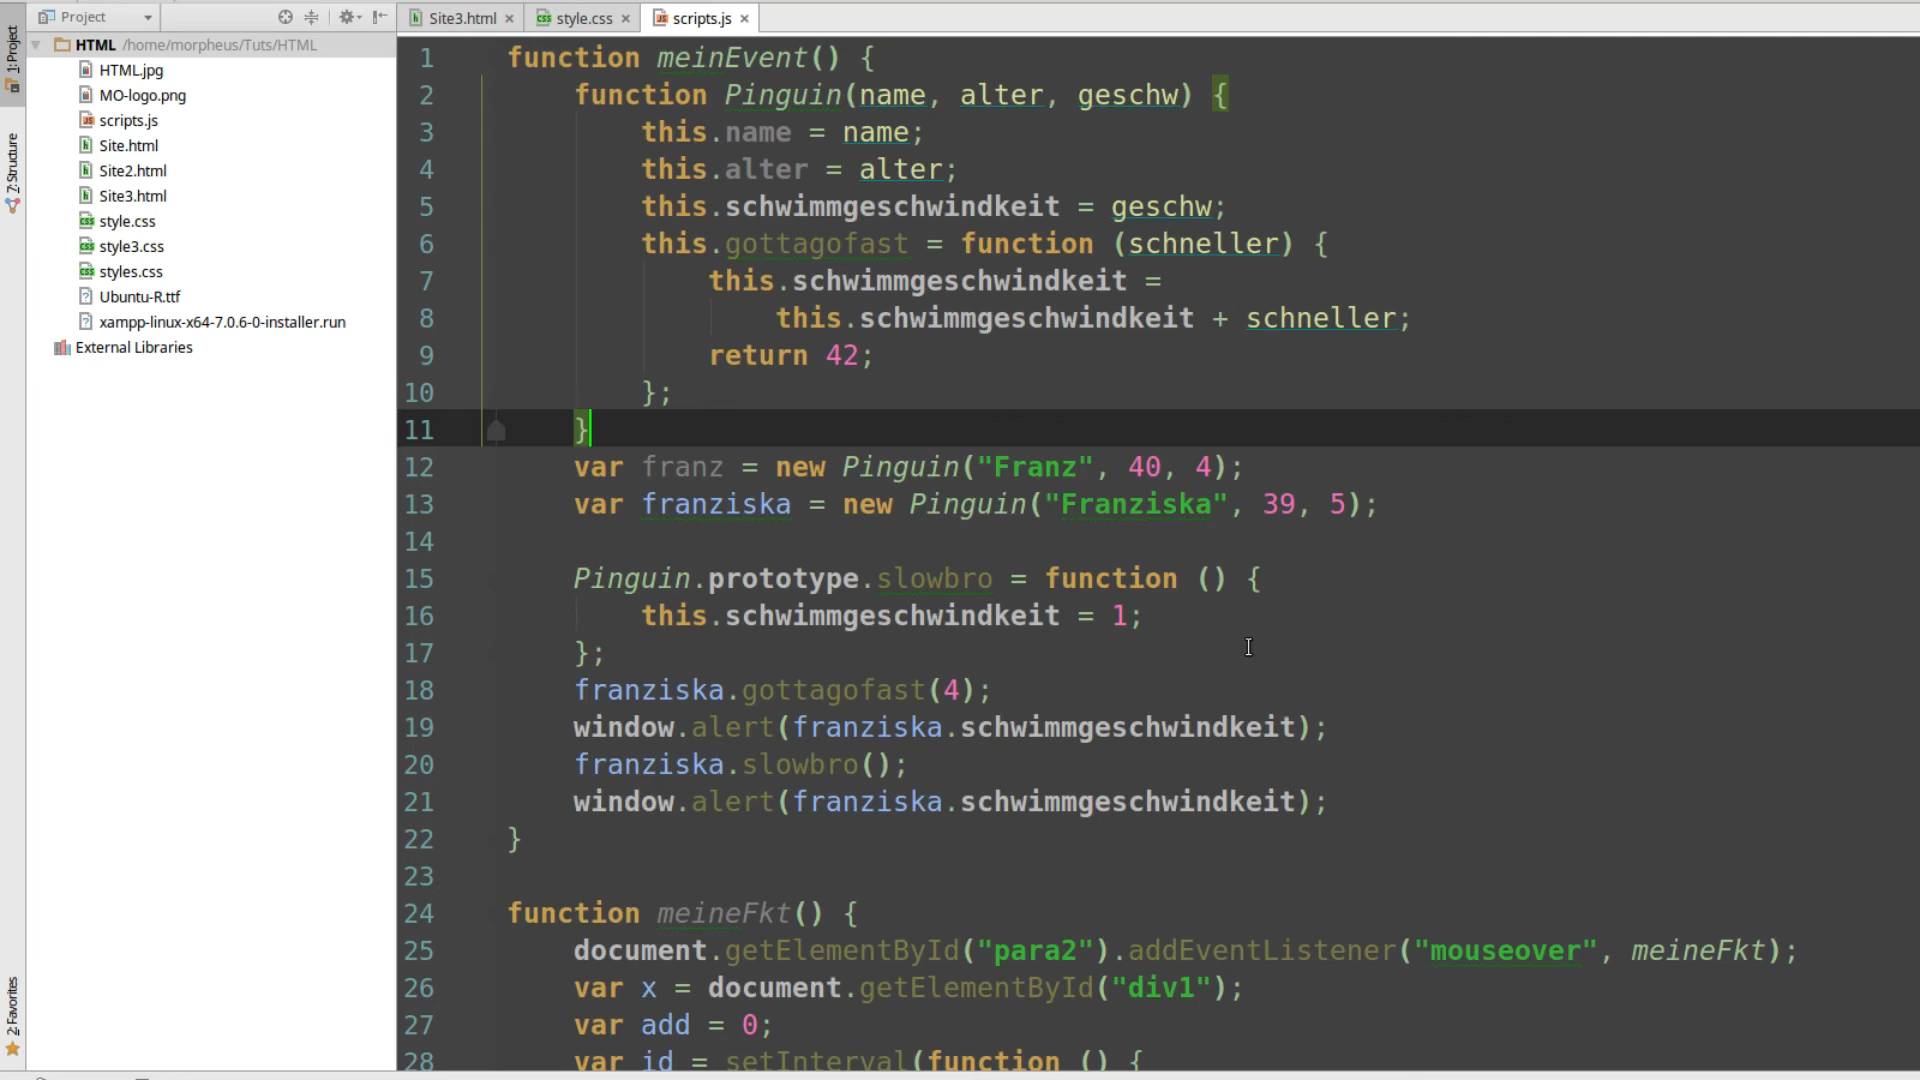 Project
Site3.html
style.css
scripts.js
1: Project
7: Structure
2: Favorites
HTML /home/morpheus/Tuts/HTML
HTML.jpg
MO-logo.png
scripts.js
Site.html
Site2.html
Site3.html
style.css
style3.css
styles.css
Ubuntu-R.ttf
xampp-linux-x64-7.0.6-0-installer.run
External Libraries
1 function meinEvent() {
2 function Pinguin(name, alter, geschw) {
3 this.name = name;
4 this.alter = alter;
5 this.schwimmgeschwindkeit = geschw;
6 this.gottagofast = function (schneller) {
7 this.schwimmgeschwindkeit =
8 this.schwimmgeschwindkeit + schneller;
9 return 42;
10 };
11 }
12 var franz = new Pinguin("Franz", 40, 4);
13 var franziska = new Pinguin("Franziska", 39, 5);
14
15 Pinguin.prototype.slowbro = function () {
16 this.schwimmgeschwindkeit = 1;
17 };
18 franziska.gottagofast(4);
19 window.alert(franziska.schwimmgeschwindkeit);
20 franziska.slowbro();
21 window.alert(franziska.schwimmgeschwindkeit);
22 }
23
24 function meineFkt() {
25 document.getElementById("para2").addEventListener("mouseover", meineFkt);
26 var x = document.getElementById("div1");
27 var add = 0;
28 var id = setInterval(function () {